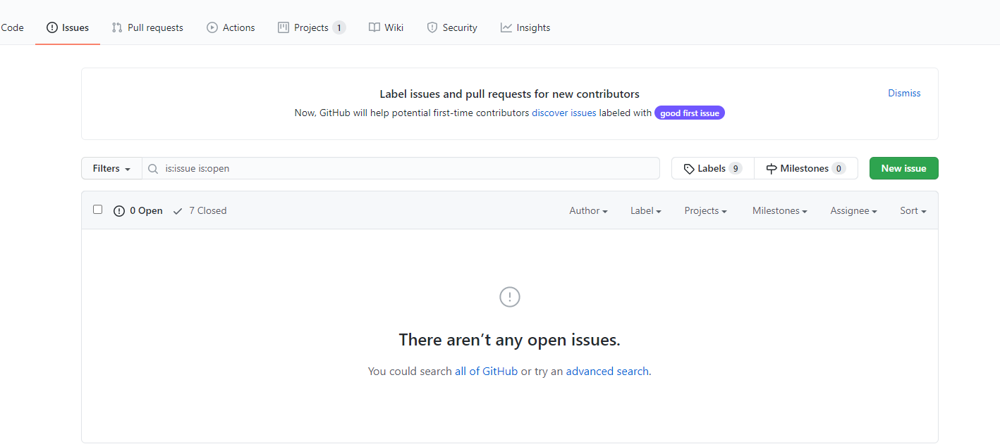 Code Issues Pull requests Actions Projects 1 Wiki Security Insights
Label issues and pull requests for new contributors Dismiss
Now, GitHub will help potential first-time contributors discover issues labeled with good first issue
Filters is:issue is:open Labels 9 Milestones 0 New issue
0 Open 7 Closed Author Label Projects Milestones Assignee Sort
There aren’t any open issues.
You could search all of GitHub or try an advanced search.